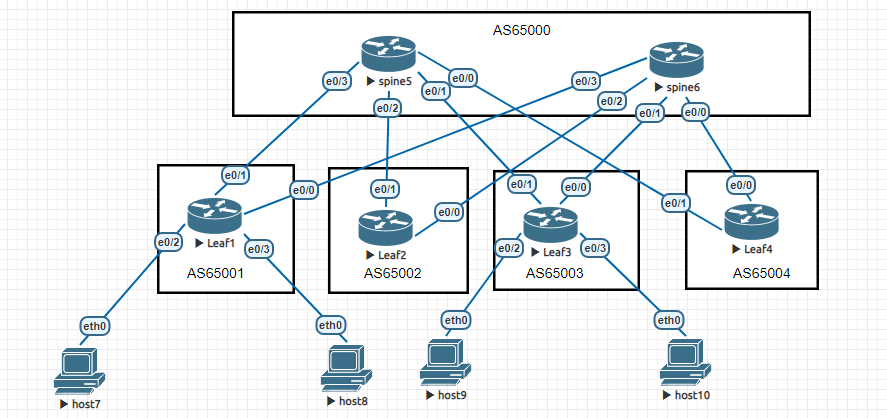 AS65000
spine5
spine6
e0/3
e0/0
e0/1
e0/2
e0/3
e0/2
e0/1
e0/0
e0/1
e0/0
e0/1
e0/0
e0/1
e0/0
e0/1
e0/0
Leaf1
Leaf2
Leaf3
Leaf4
e0/2
e0/3
e0/2
e0/3
AS65001
AS65002
AS65003
AS65004
eth0
eth0
eth0
eth0
host7
host8
host9
host10